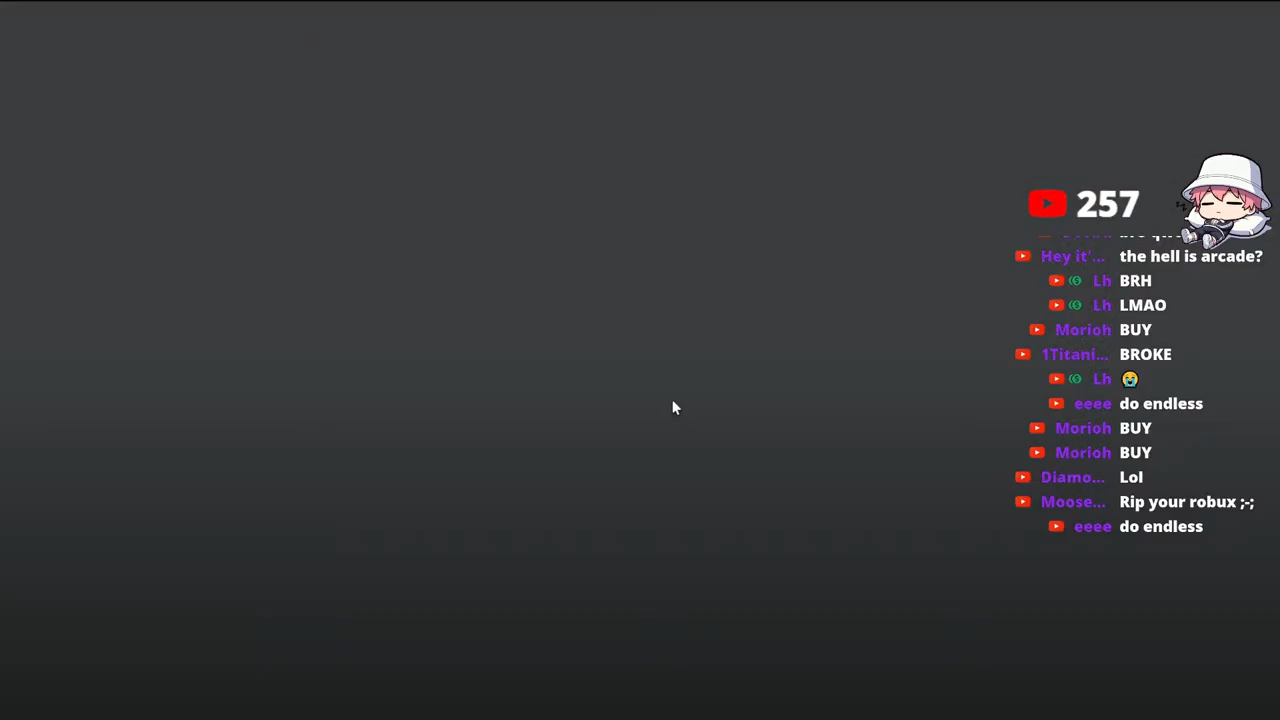 257
Hey it'... the hell is arcade?
Lh BRH
Lh LMAO
Morioh BUY
1Titani... BROKE
Lh 😭
eeee do endless
Morioh BUY
Morioh BUY
Diamo... Lol
Moose... Rip your robux ;-;
eeee do endless